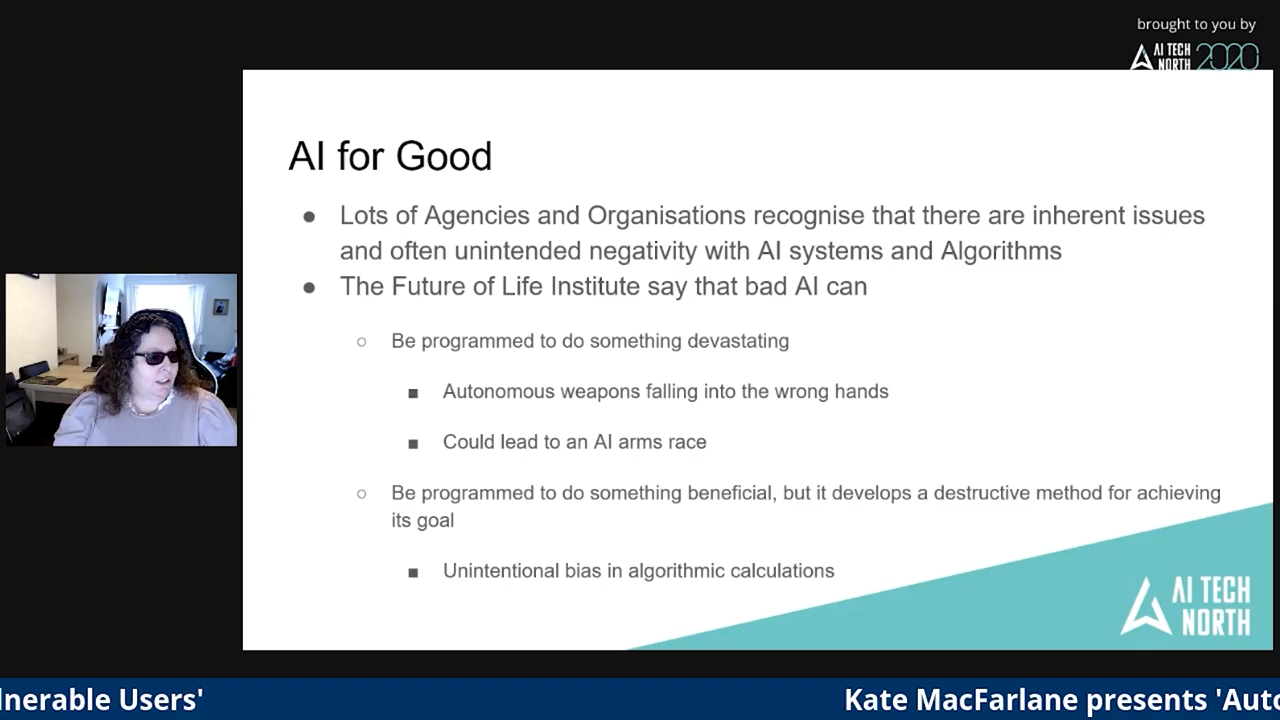 brought to you by
AI TECH
NORTH 2020
AI for Good
● Lots of Agencies and Organisations recognise that there are inherent issues
and often unintended negativity with AI systems and Algorithms
● The Future of Life Institute say that bad AI can
○ Be programmed to do something devastating
■ Autonomous weapons falling into the wrong hands
■ Could lead to an AI arms race
○ Be programmed to do something beneficial, but it develops a destructive method for achieving
its goal
■ Unintentional bias in algorithmic calculations
AI TECH
NORTH
lnerable Users' Kate MacFarlane presents 'Auto